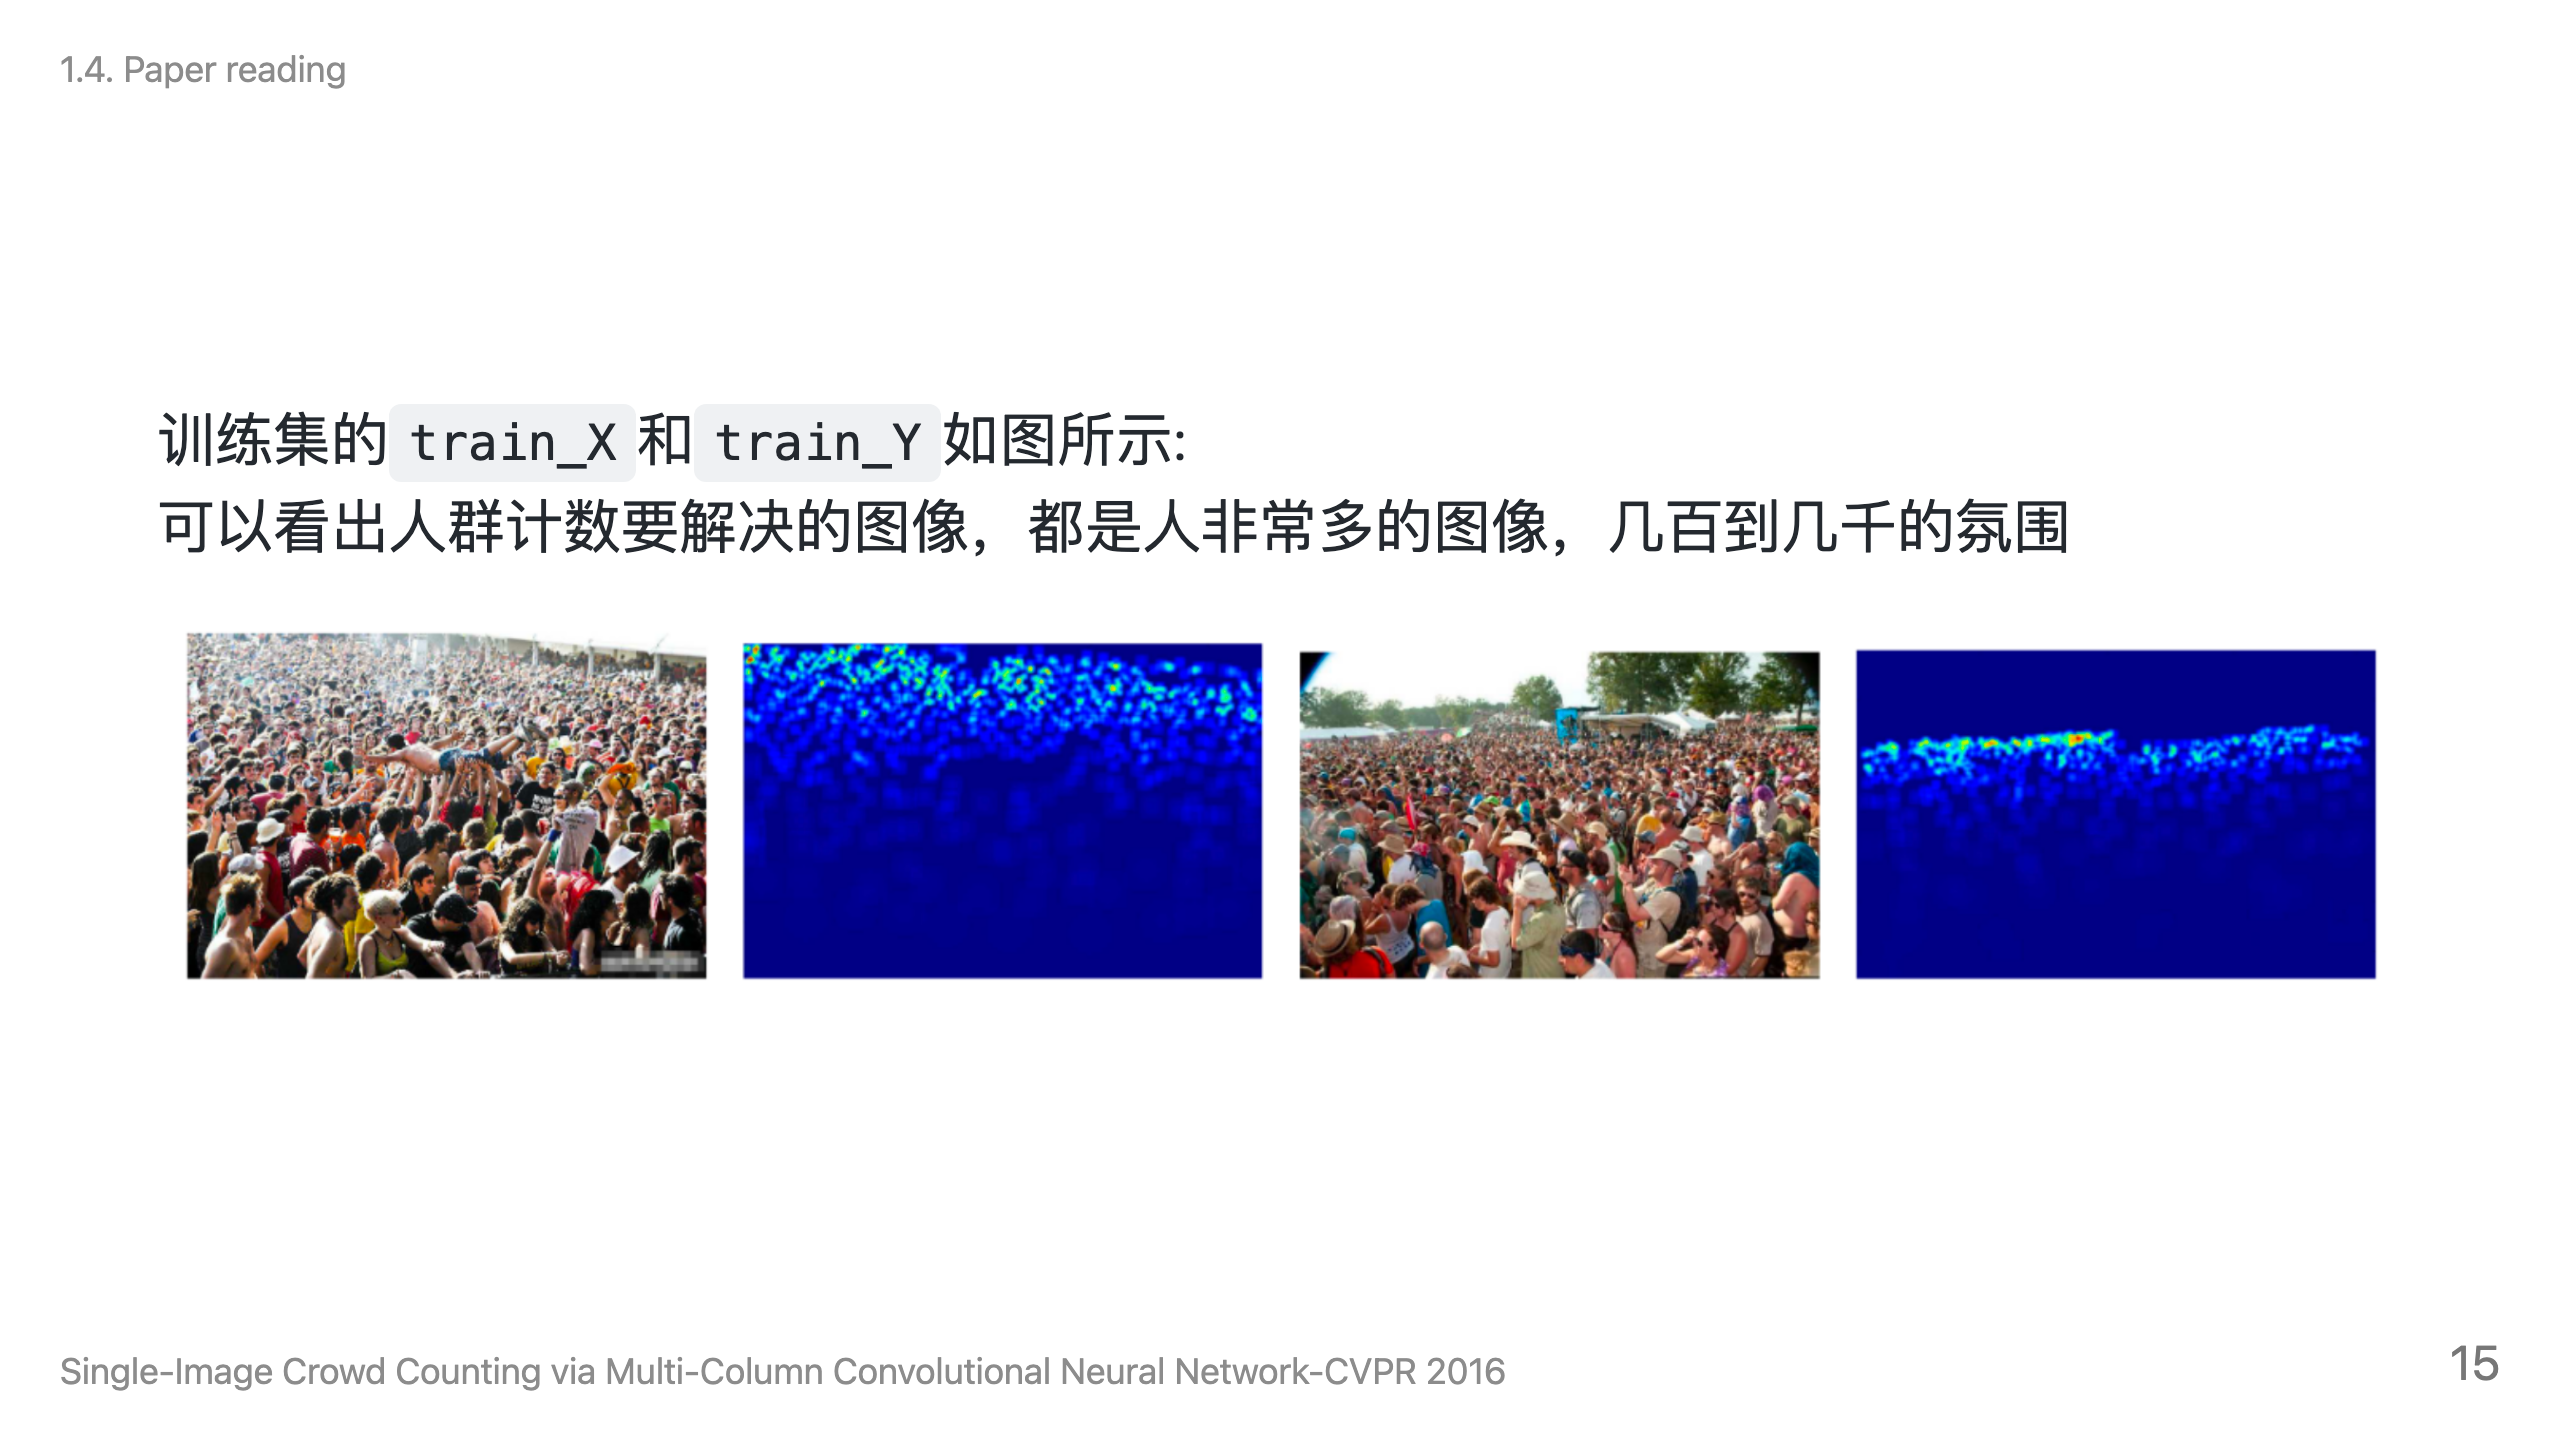 1.4. Paper reading
训练集的 train_X 和 train_Y 如图所示:
可以看出人群计数要解决的图像，都是人非常多的图像，几百到几千的氛围
Single-Image Crowd Counting via Multi-Column Convolutional Neural Network-CVPR 2016
15